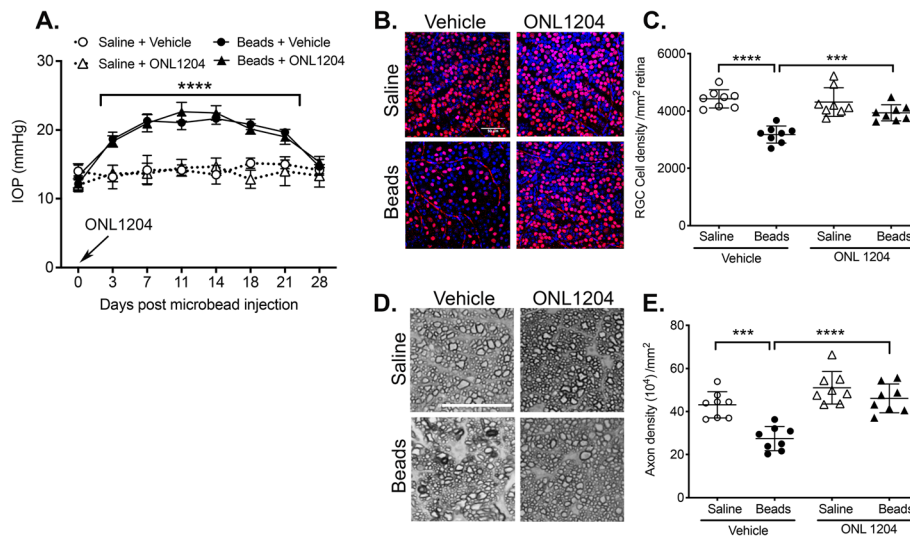 A.
Saline + Vehicle
Beads + Vehicle
Saline + ONL1204
Beads + ONL1204
30
20
10
0
IOP (mmHg)
****
ONL1204
0 3 7 11 14 18 21 28
Days post microbead injection
B.
Vehicle ONL1204
Saline
Beads
C.
6000
4000
2000
0
RGC Cell density /mm² retina
**** ***
Saline Beads Saline Beads
Vehicle ONL 1204
D.
Vehicle ONL1204
Saline
Beads
E.
80
60
40
20
0
Axon density (10⁴) /mm²
*** ****
Saline Beads Saline Beads
Vehicle ONL 1204